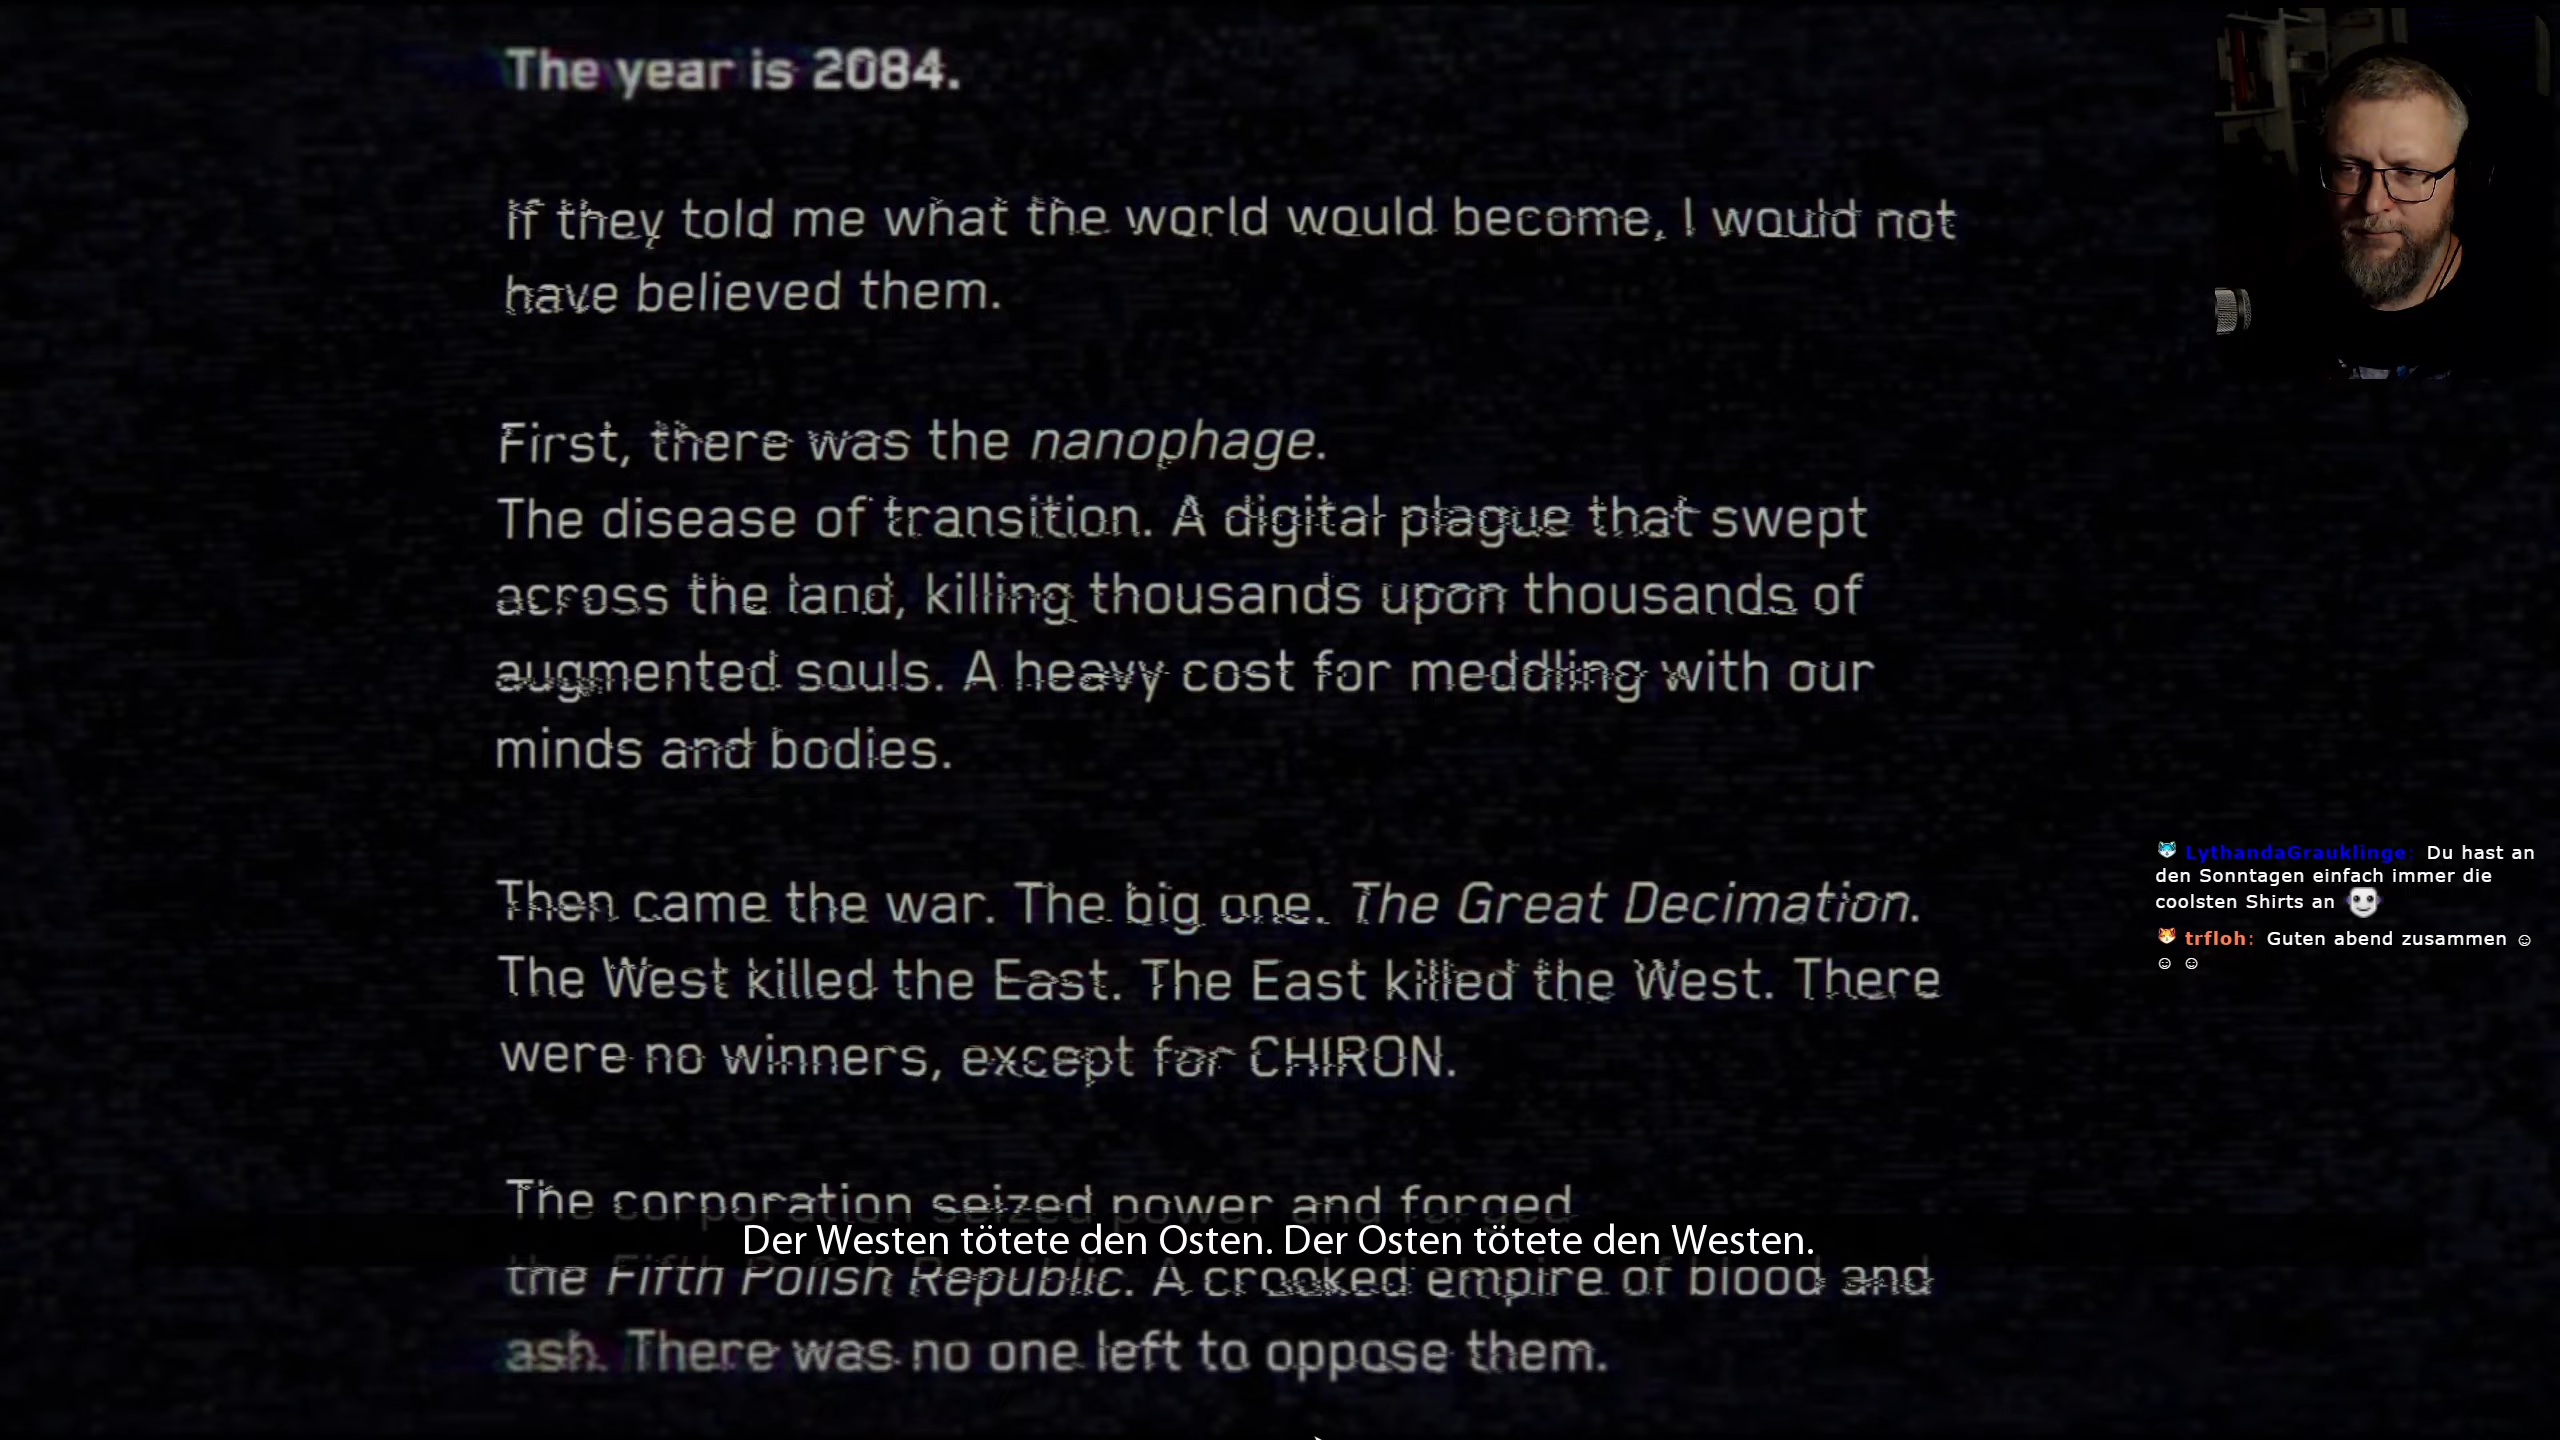 The year is 2084.
If they told me what the world would become, I would not
have believed them.
First, there was the nanophage.
The disease of transition. A digital plague that swept
across the land, killing thousands upon thousands of
augmented souls. A heavy cost for meddling with our
minds and bodies.
Then came the war. The big one. The Great Decimation.
The West killed the East. The East killed the West. There
were no winners, except for CHIRON.
The corporation seized power and forged
Der Westen tötete den Osten. Der Osten tötete den Westen.
the Fifth Polish Republic. A crooked empire of blood and
ash. There was no one left to oppose them.
LythandaGrauklinge: Du hast an
den Sonntagen einfach immer die
coolsten Shirts an
trfloh: Guten abend zusammen ☺
☺ ☺